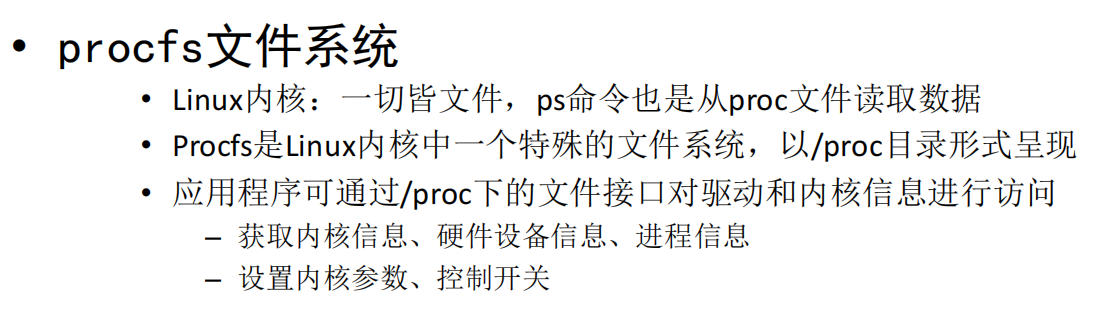 • procfs文件系统
• Linux内核：一切皆文件，ps命令也是从proc文件读取数据
• Procfs是Linux内核中一个特殊的文件系统，以/proc目录形式呈现
• 应用程序可通过/proc下的文件接口对驱动和内核信息进行访问
– 获取内核信息、硬件设备信息、进程信息
– 设置内核参数、控制开关